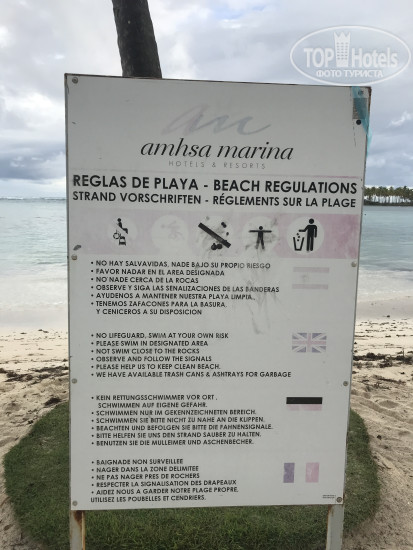 TOPHotels
ФОТО ТУРИСТА
amhsa marina
HOTELS & RESORTS
REGLAS DE PLAYA - BEACH REGULATIONS
STRAND VORSCHRIFTEN - RÉGLEMENTS SUR LA PLAGE
• NO HAY SALVAVIDAS, NADE BAJO SU PROPIO RIESGO
• FAVOR NADAR EN EL AREA DESIGNADA
• NO NADE CERCA DE LA ROCAS
• OBSERVE Y SIGA LAS SENALIZACIONES DE LAS BANDERAS
• AYUDENOS A MANTENER NUESTRA PLAYA LIMPIA.,
• TENEMOS ZAFACONES PARA LA BASURA.
Y CENICEROS A SU DISPOSICION
• NO LIFEGUARD, SWIM AT YOUR OWN RISK
• PLEASE SWIM IN DESIGNATED AREA
• NOT SWIM CLOSE TO THE ROCKS
• OBSERVE AND FOLLOW THE SIGNALS
• PLEASE HELP US TO KEEP CLEAN BEACH.
• WE HAVE AVAILABLE TRASH CANS & ASHTRAYS FOR GARBAGE
• KEIN RETTUNGSSCHWIMMER VOR ORT ,
SCHWIMMEN AUF EIGENE GEFAHR.
• SCHWIMMEN NUR IM GEKENNZEICHNETEN BEREICH.
• SCHWIMMEN SIE BITTE NICHT ZU NAHE AN DIE KLIPPEN.
• BEACHTEN UND BEFOLGEN SIE BITTE DIE FAHNENSIGNALE.
• BITTE HELFEN SIE UNS DEN STRAND SAUBER ZU HALTEN.
• BENUTZEN SI DIE MULLEIMER UND ASCHENBECHER.
• BAIGNADE NON SURVEILLEE
• NAGER DANS LA ZONE DELIMITEE
• NE PAS NAGER PRES DE ROCHERS
• RESPECTER LA SIGNALISATION DES DRAPEAUX
• AIDEZ NOUS A GARDER NOTRE PLAGE PROPRE.
UTILISEZ LES POUBELLES ET CENDRIERS.